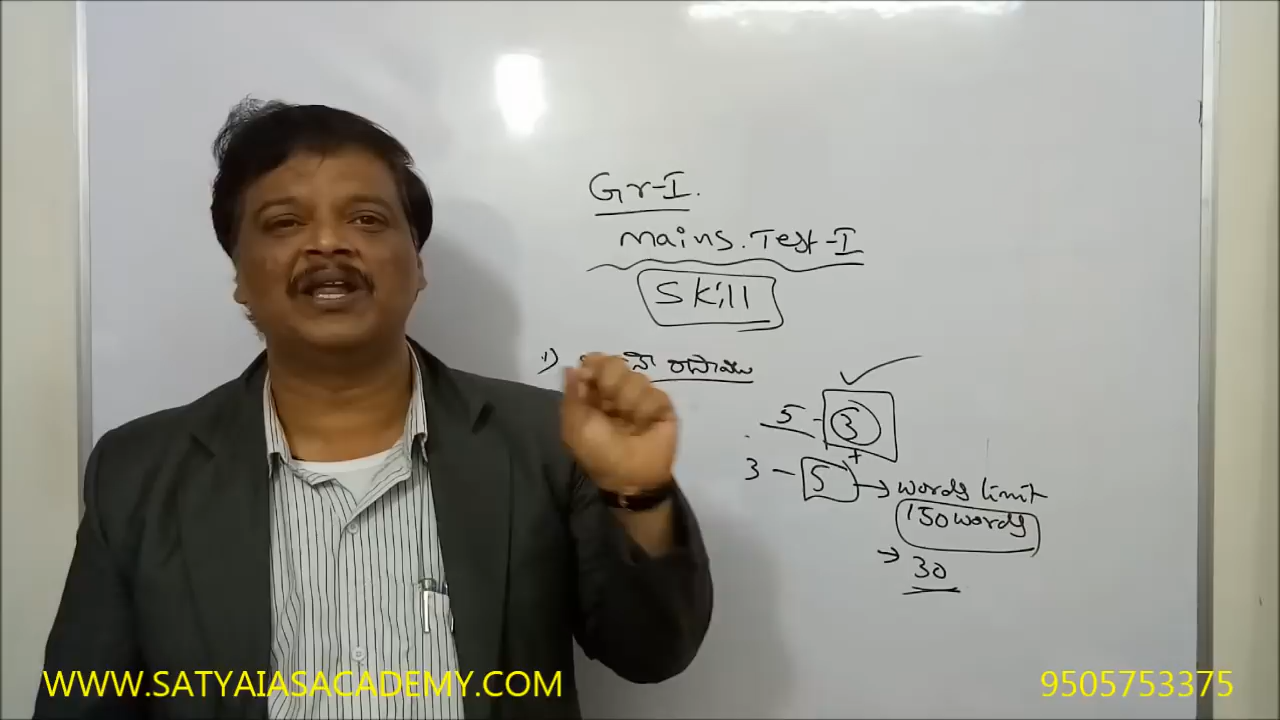 Gr-I.
Mains. Test-I
Skill
1)
5 - 3
+
3 - 5 → words limit
150 words
→ 30
WWW.SATYAIASACADEMY.COM
9505753375